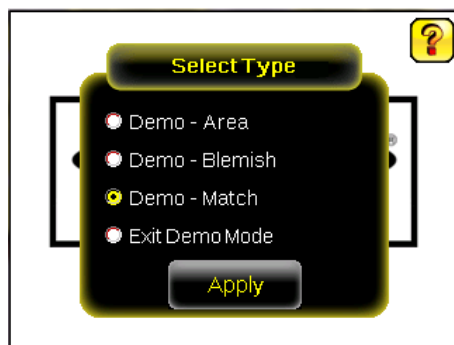 ?
Select Type
®
Demo - Area
Demo - Blemish
Demo - Match
Exit Demo Mode
Apply